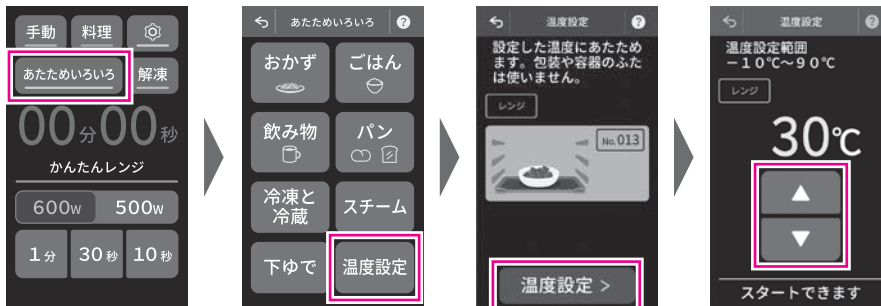 手動 料理
あたためいろいろ 解凍
00分00秒
かんたんレンジ
600W 500W
1分 30秒 10秒
あたためいろいろ ?
おかず ごはん
飲み物 パン
冷凍と
冷蔵
スチーム
下ゆで 温度設定
温度設定 ?
設定した温度にあたため
ます。包装や容器のふた
は使いません。
レンジ
No.013
温度設定 >
温度設定 ?
温度設定範囲
－10℃～90℃
レンジ
30℃
スタートできます